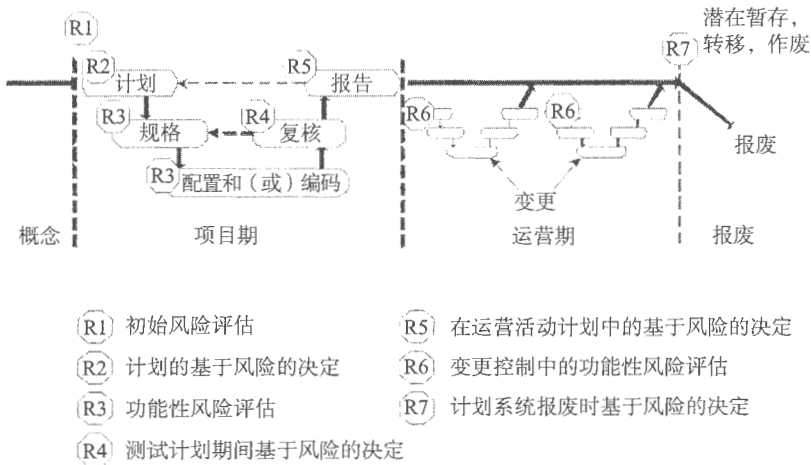 R1
潜在暂存，
转移，作废
R7
R2
计划
R5
报告
R3
规格
R4
复核
R6
R6
报废
R3
配置和（或）编码
变更
概念
项目期
运营期
报废
R1 初始风险评估
R5 在运营活动计划中的基于风险的决定
R2 计划的基于风险的决定
R6 变更控制中的功能性风险评估
R3 功能性风险评估
R7 计划系统报废时基于风险的决定
R4 测试计划期间基于风险的决定